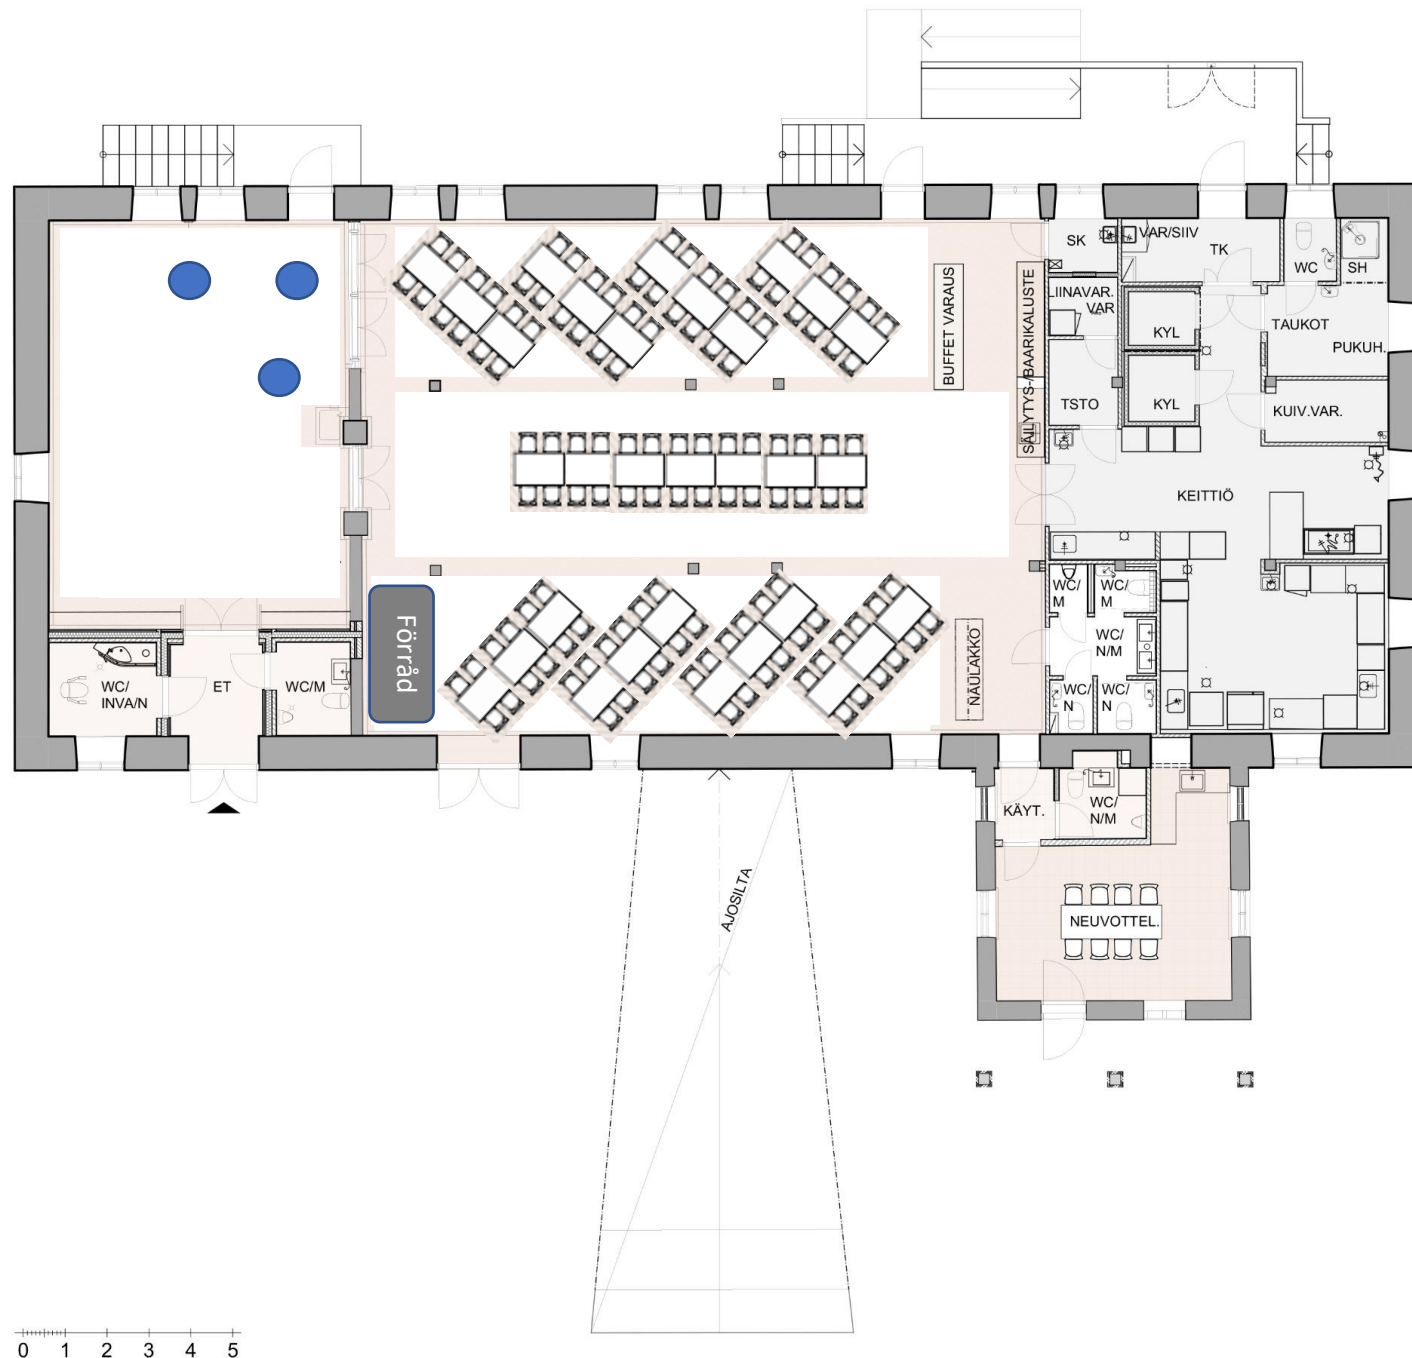 SK
VAR/SIIV
TK
WC
SH
LIINAVAR.
VAR
KYL
TAUKOT
PUKUH.
BUFFET VARAUS
SÄILYTYS-/BAARIKALUSTE
TSTO
KYL
KUIV.VAR.
KEITTIÖ
WC/
M
WC/
M
WC/
N/M
WC/
N
WC/
N
Förråd
NAULAKKO
WC/
INVA/N
ET
WC/M
KÄYT.
WC/
N/M
AJOSILTA
NEUVOTTEL.
0 1 2 3 4 5